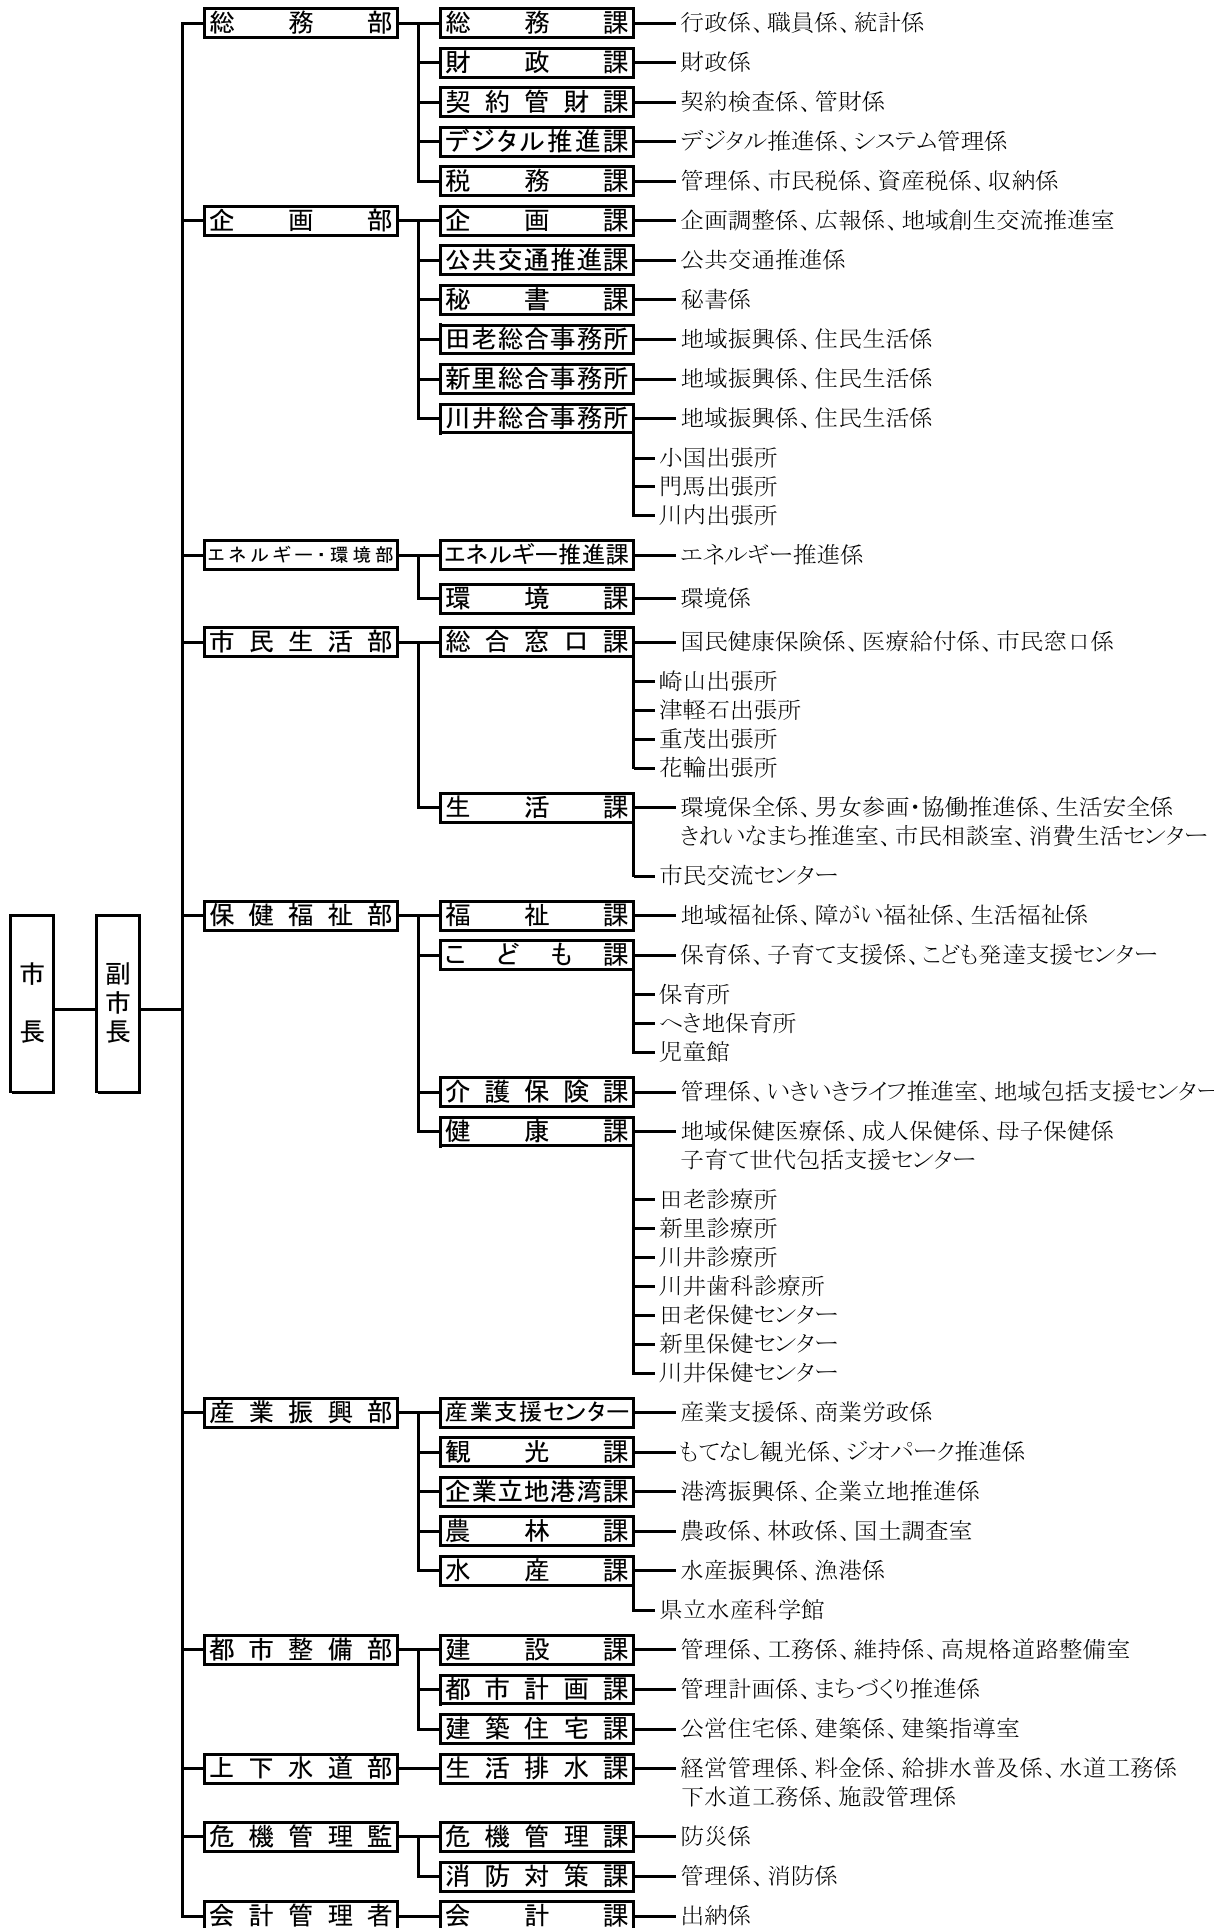 総務部 総務課 行政係、職員係、統計係
財政課 財政係
契約管財課 契約検査係、管財係
デジタル推進課 デジタル推進係、システム管理係
税務課 管理係、市民税係、資産税係、収納係
企画部 企画課 企画調整係、広報係、地域創生交流推進室
公共交通推進課 公共交通推進係
秘書課 秘書係
田老総合事務所 地域振興係、住民生活係
新里総合事務所 地域振興係、住民生活係
川井総合事務所 地域振興係、住民生活係
小国出張所
門馬出張所
川内出張所
エネルギー・環境部 エネルギー推進課 エネルギー推進係
環境課 環境係
市民生活部 総合窓口課 国民健康保険係、医療給付係、市民窓口係
崎山出張所
津軽石出張所
重茂出張所
花輪出張所
生活課 環境保全係、男女参画・協働推進係、生活安全係
きれいなまち推進室、市民相談室、消費生活センター
市民交流センター
市長
副市長
保健福祉部 福祉課 地域福祉係、障がい福祉係、生活福祉係
こども課 保育係、子育て支援係、こども発達支援センター
保育所
へき地保育所
児童館
介護保険課 管理係、いきいきライフ推進室、地域包括支援センター
健康課 地域保健医療係、成人保健係、母子保健係
子育て世代包括支援センター
田老診療所
新里診療所
川井診療所
川井歯科診療所
田老保健センター
新里保健センター
川井保健センター
産業振興部 産業支援センター 産業支援係、商業労政係
観光課 もてなし観光係、ジオパーク推進係
企業立地港湾課 港湾振興係、企業立地推進係
農林課 農政係、林政係、国土調査室
水産課 水産振興係、漁港係
県立水産科学館
都市整備部 建設課 管理係、工務係、維持係、高規格道路整備室
都市計画課 管理計画係、まちづくり推進係
建築住宅課 公営住宅係、建築係、建築指導室
上下水道部 生活排水課 経営管理係、料金係、給排水普及係、水道工務係
下水道工務係、施設管理係
危機管理監 危機管理課 防災係
消防対策課 管理係、消防係
会計管理者 会計課 出納係